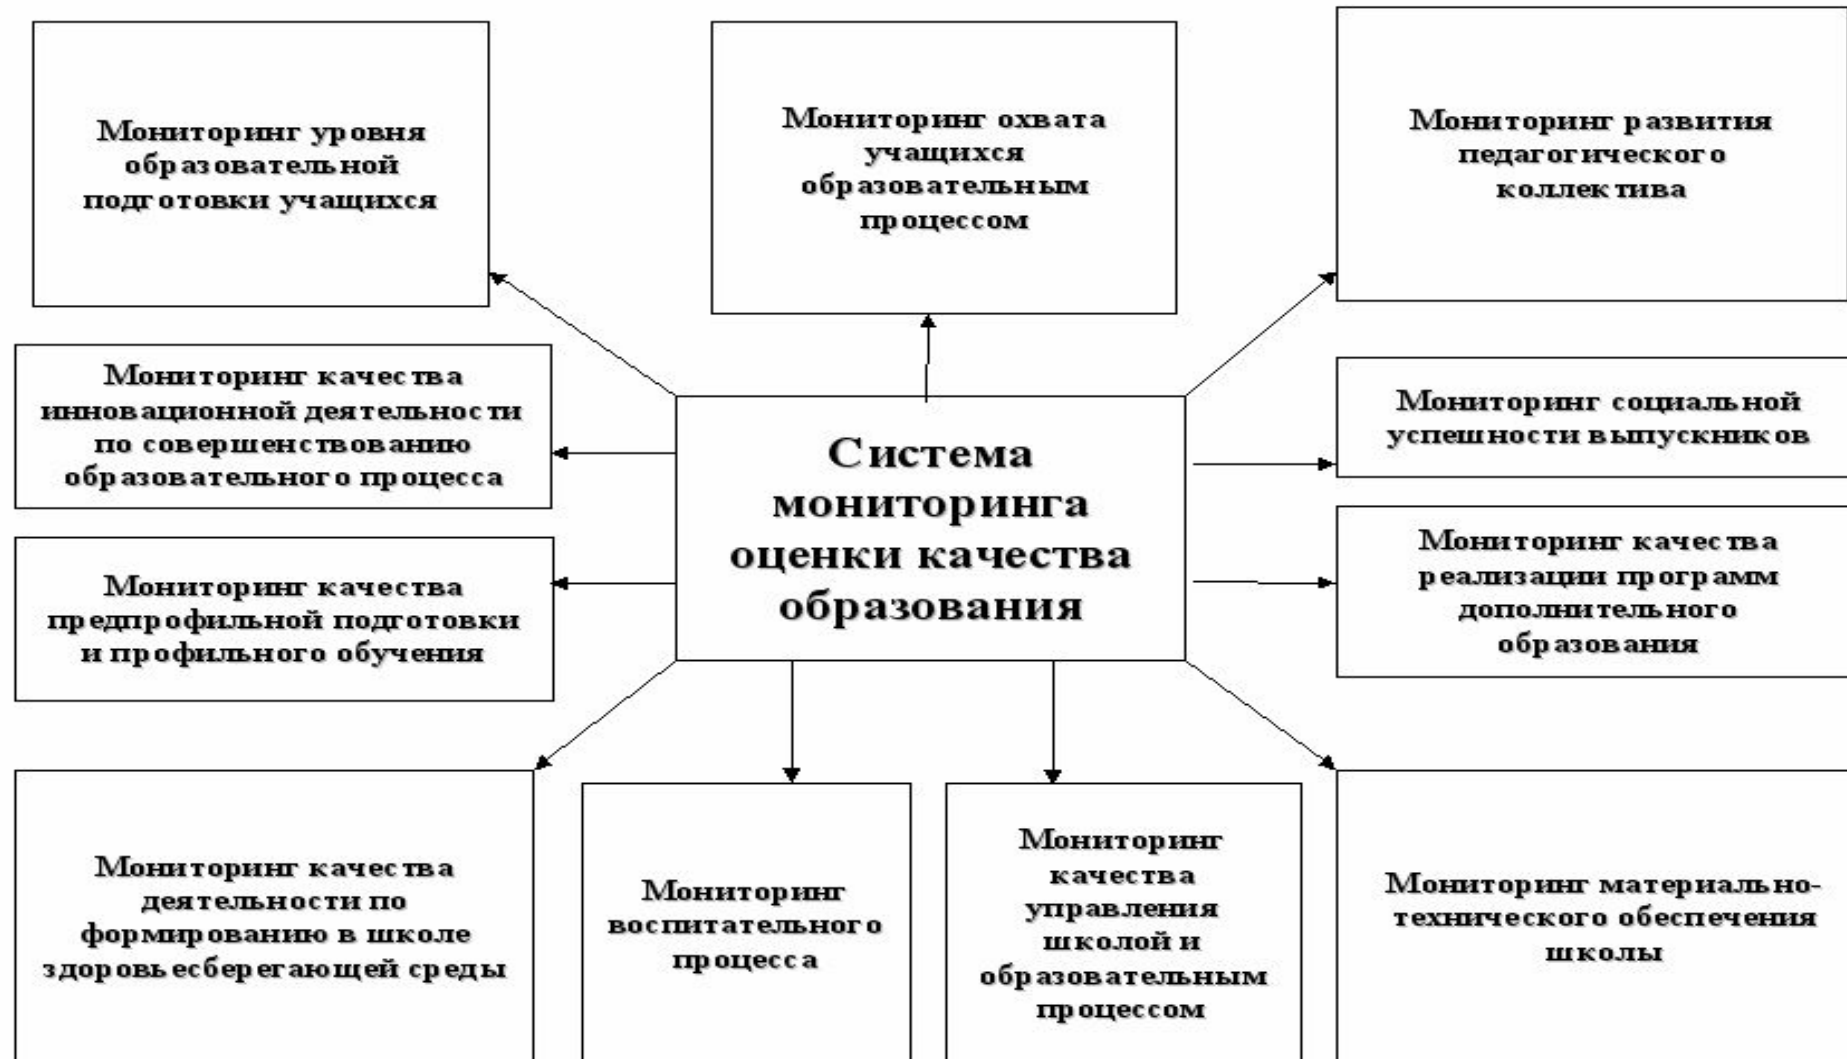 Мониторинг уровня
образовательной
подготовки учащихся
Мониторинг охвата
учащихся
образовательным
процессом
Мониторинг развития
педагогического
коллектива
Мониторинг качества
инновационной деятельности
по совершенствованию
образовательного процесса
Система
мониторинга
оценки качества
образования
Мониторинг социальной
успешности выпускников
Мониторинг качества
предпрофильной подготовки
и профильного обучения
Мониторинг качества
реализации программ
дополнительного
образования
Мониторинг качества
деятельности по
формированию в школе
здоровьесберегающей среды
Мониторинг
воспитательного
процесса
Мониторинг
качества
управления
школой и
образовательным
процессом
Мониторинг материально-
технического обеспечения
школы